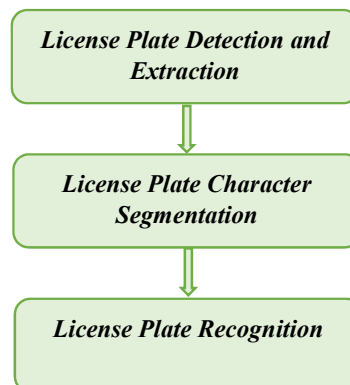 License Plate Detection and
Extraction
License Plate Character
Segmentation
License Plate Recognition